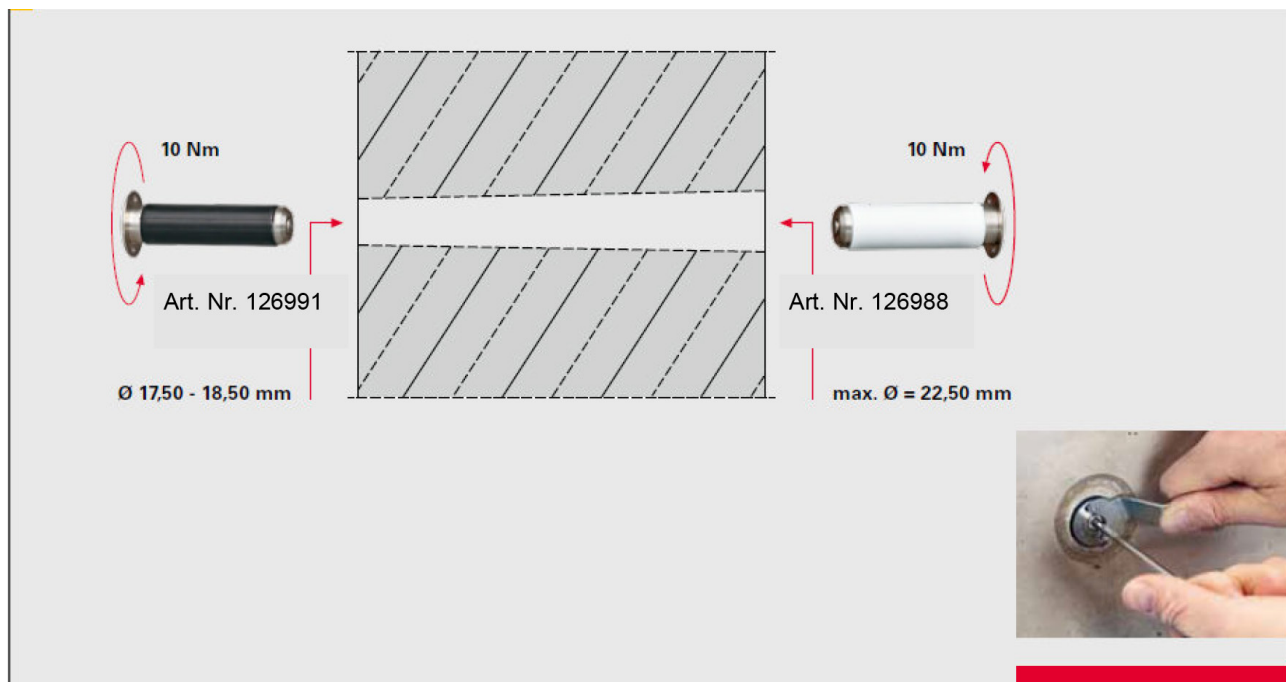 10 Nm
10 Nm
Art. Nr. 126991
Art. Nr. 126988
Ø 17,50 - 18,50 mm
max. Ø = 22,50 mm